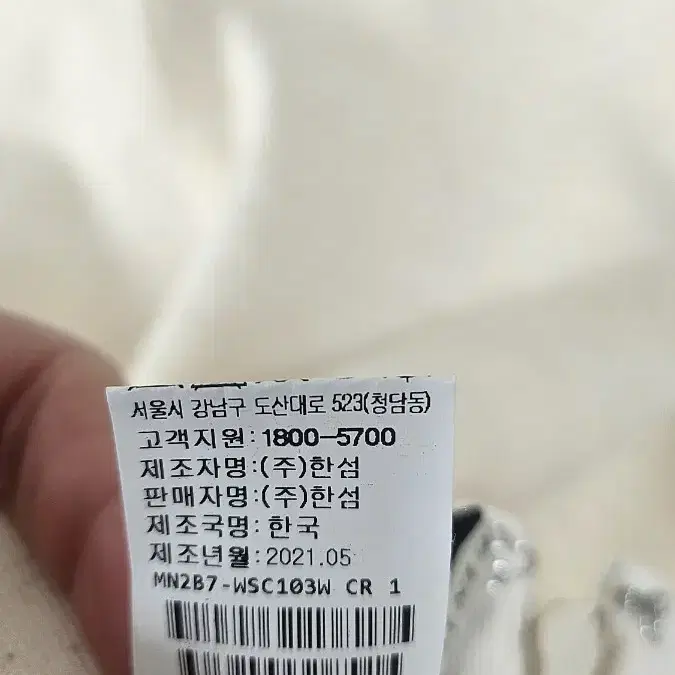 서울시 강남구 도산대로 523(청담동)
고객지원:1800-5700
제조자명:(주)한섬
판매자명:(주)한섬
제조국명:한국
제조년월:2021.05
MN2B7-WSC103W CR 1